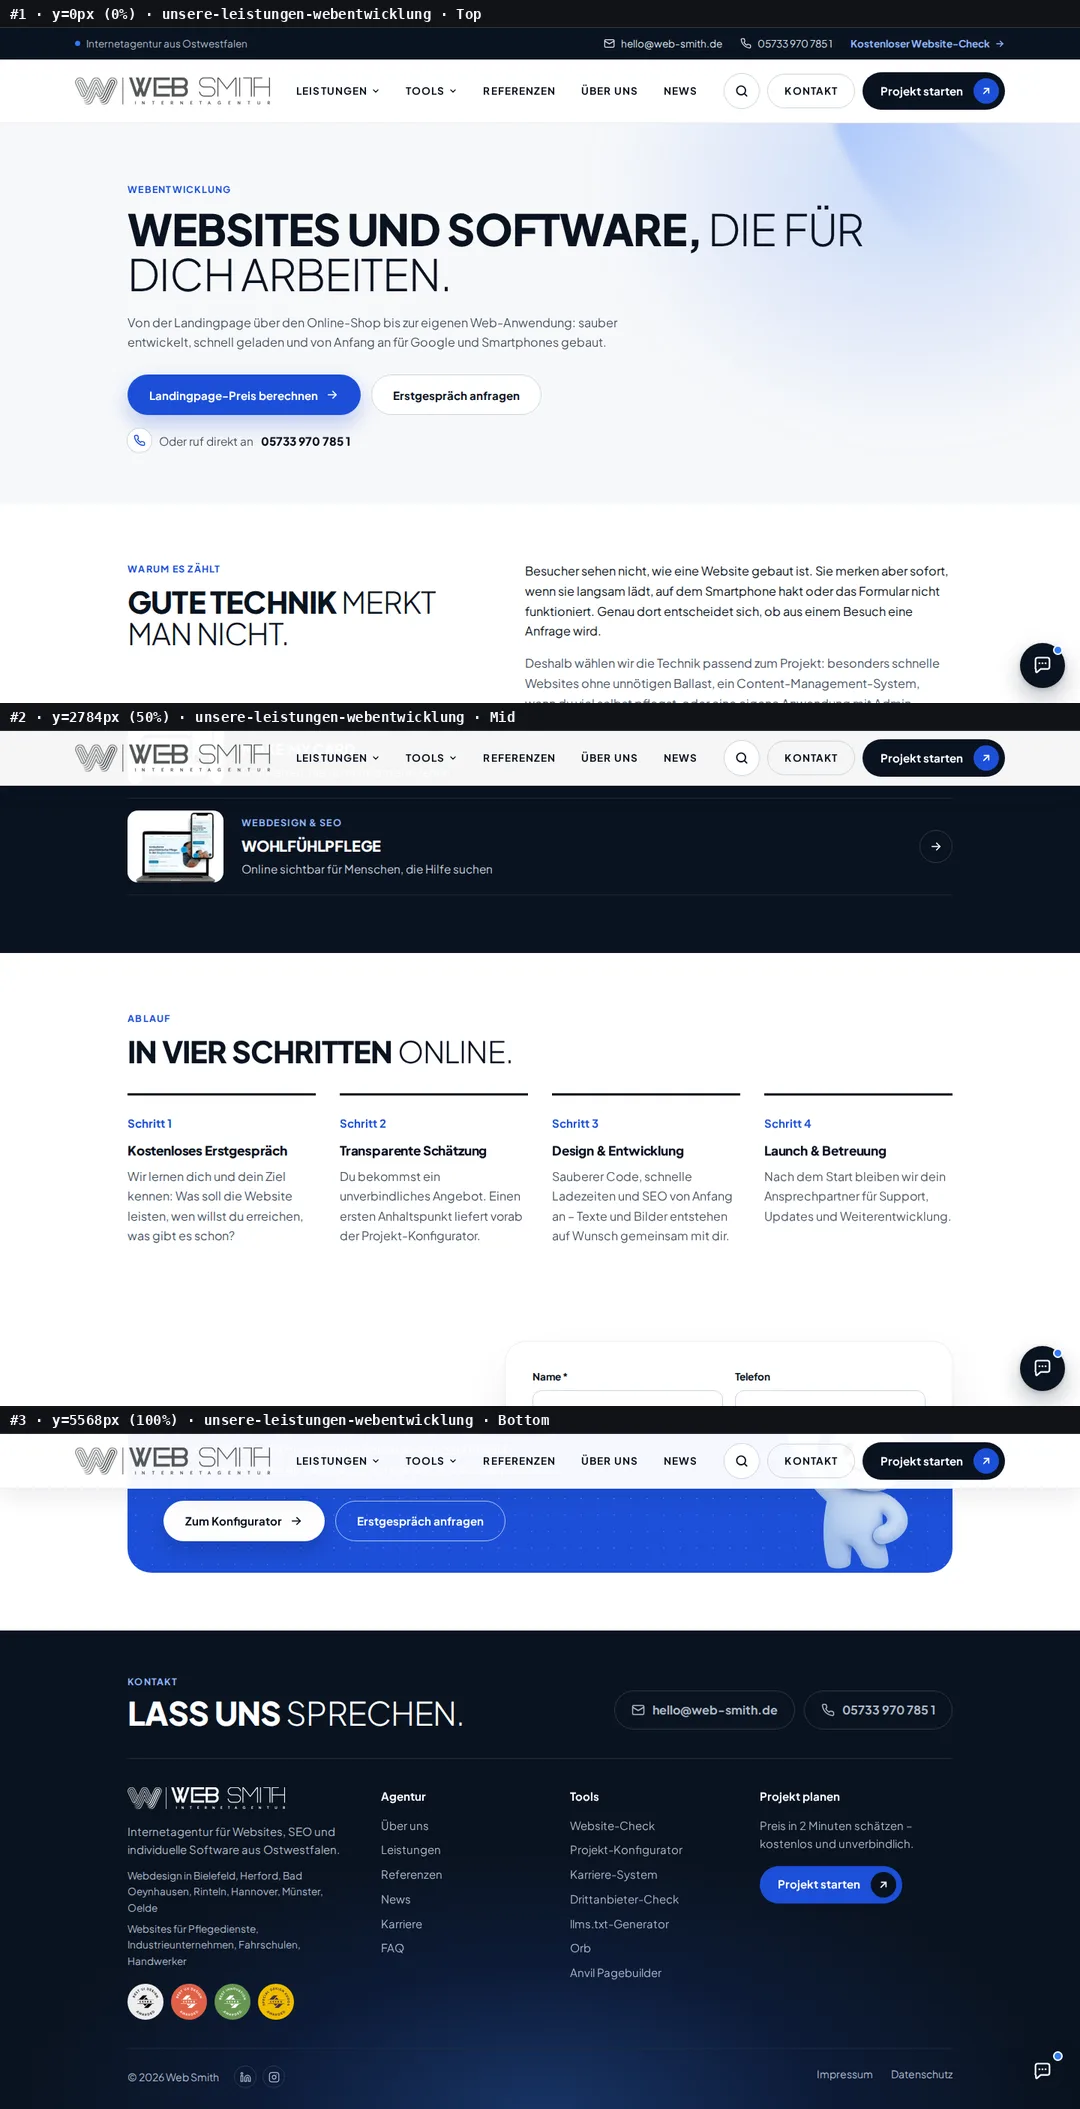 #1 · y=0px (0%) · unsere-leistungen-webentwicklung · Top
Internetagentur aus Ostwestfalen
hello@web-smith.de
05733 970 785 1
Kostenloser Website-Check →
WEB SMITH
INTERNETAGENTUR
LEISTUNGEN
TOOLS
REFERENZEN
ÜBER UNS
NEWS
KONTAKT
Projekt starten
WEBENTWICKLUNG
WEBSITES UND SOFTWARE, DIE FÜR
DICH ARBEITEN.
Von der Landingpage über den Online-Shop bis zur eigenen Web-Anwendung: sauber
entwickelt, schnell geladen und von Anfang an für Google und Smartphones gebaut.
Landingpage-Preis berechnen →
Erstgespräch anfragen
Oder ruf direkt an 05733 970 785 1
WARUM ES ZÄHLT
GUTE TECHNIK MERKT
MAN NICHT.
Besucher sehen nicht, wie eine Website gebaut ist. Sie merken aber sofort,
wenn sie langsam lädt, auf dem Smartphone hakt oder das Formular nicht
funktioniert. Genau dort entscheidet sich, ob aus einem Besuch eine
Anfrage wird.
Deshalb wählen wir die Technik passend zum Projekt: besonders schnelle
Websites ohne unnötigen Ballast, ein Content-Management-System,
#2 · y=2784px (50%) · unsere-leistungen-webentwicklung · Mid
WEB SMITH
INTERNETAGENTUR
LEISTUNGEN
TOOLS
REFERENZEN
ÜBER UNS
NEWS
KONTAKT
Projekt starten
WEBDESIGN & SEO
WOHLFÜHLPFLEGE
Online sichtbar für Menschen, die Hilfe suchen
ABLAUF
IN VIER SCHRITTEN ONLINE.
Schritt 1
Kostenloses Erstgespräch
Wir lernen dich und dein Ziel
kennen: Was soll die Website
leisten, wen willst du erreichen,
was gibt es schon?
Schritt 2
Transparente Schätzung
Du bekommst ein
unverbindliches Angebot. Einen
ersten Anhaltspunkt liefert vorab
der Projekt-Konfigurator.
Schritt 3
Design & Entwicklung
Sauberer Code, schnelle
Ladezeiten und SEO von Anfang
an – Texte und Bilder entstehen
auf Wunsch gemeinsam mit dir.
Schritt 4
Launch & Betreuung
Nach dem Start bleiben wir dein
Ansprechpartner für Support,
Updates und Weiterentwicklung.
Name *
Telefon
#3 · y=5568px (100%) · unsere-leistungen-webentwicklung · Bottom
WEB SMITH
INTERNETAGENTUR
LEISTUNGEN
TOOLS
REFERENZEN
ÜBER UNS
NEWS
KONTAKT
Projekt starten
Zum Konfigurator →
Erstgespräch anfragen
KONTAKT
LASS UNS SPRECHEN.
hello@web-smith.de
05733 970 785 1
WEB SMITH
INTERNETAGENTUR
Internetagentur für Websites, SEO und
individuelle Software aus Ostwestfalen.
Webdesign in Bielefeld, Herford, Bad
Oeynhausen, Rinteln, Hannover, Münster,
Oelde
Websites für Pflegedienste,
Industrieunternehmen, Fahrschulen,
Handwerker
Agentur
Über uns
Leistungen
Referenzen
News
Karriere
FAQ
Tools
Website-Check
Projekt-Konfigurator
Karriere-System
Drittanbieter-Check
llms.txt-Generator
Orb
Anvil Pagebuilder
Projekt planen
Preis in 2 Minuten schätzen –
kostenlos und unverbindlich.
Projekt starten
© 2026 Web Smith
Impressum
Datenschutz